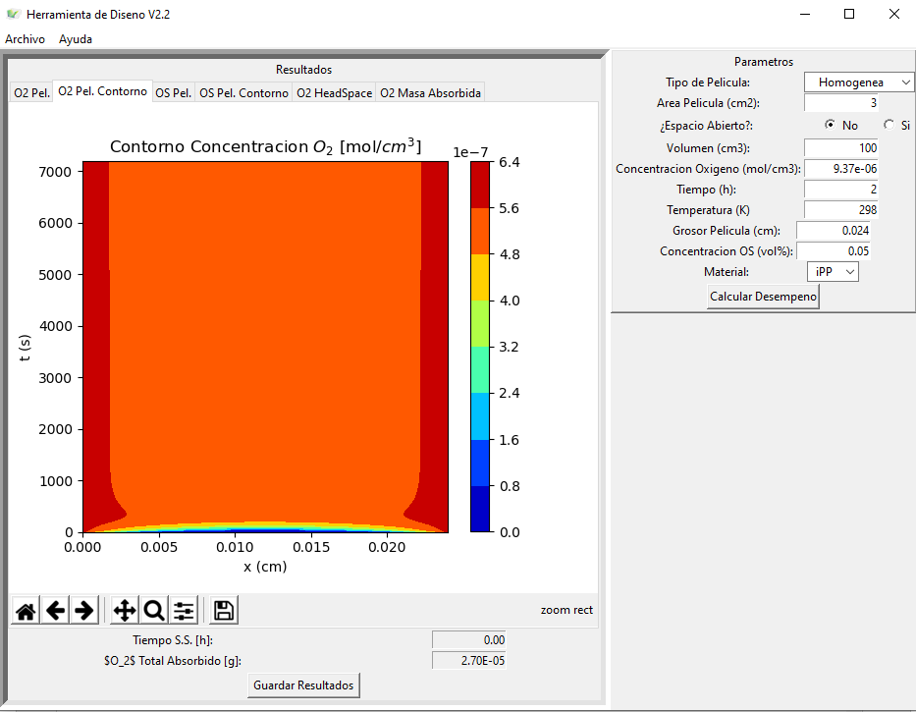 Herramienta de Diseno V2.2
Archivo Ayuda
Resultados
O2 Pel. O2 Pel. Contorno OS Pel. OS Pel. Contorno O2 HeadSpace O2 Masa Absorbida
Contorno Concentracion O₂ [mol/cm³]
1e-7
7000
6000
5000
4000
3000
2000
1000
0
t (s)
0.000 0.005 0.010 0.015 0.020
x (cm)
6.4
5.6
4.8
4.0
3.2
2.4
1.6
0.8
0.0
zoom rect
Tiempo S.S. [h]: 0.00
$O_2$ Total Absorbido [g]: 2.70E-05
Guardar Resultados
Parametros
Tipo de Pelicula: Homogenea
Area Pelicula (cm2): 3
¿Espacio Abierto?: No Si
Volumen (cm3): 100
Concentracion Oxigeno (mol/cm3): 9.37e-06
Tiempo (h): 2
Temperatura (K) 298
Grosor Pelicula (cm): 0.024
Concentracion OS (vol%): 0.05
Material: iPP
Calcular Desempeno